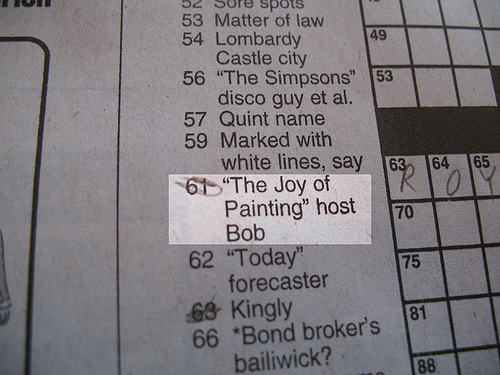 52 Sore spots
53 Matter of law
54 Lombardy
Castle city
56 "The Simpsons"
disco guy et al.
57 Quint name
59 Marked with
white lines, say
61 "The Joy of
Painting" host
Bob
62 "Today"
forecaster
63 Kingly
66 *Bond broker's
bailiwick?
49
53
63 64 65
R O Y
70
75
81
88